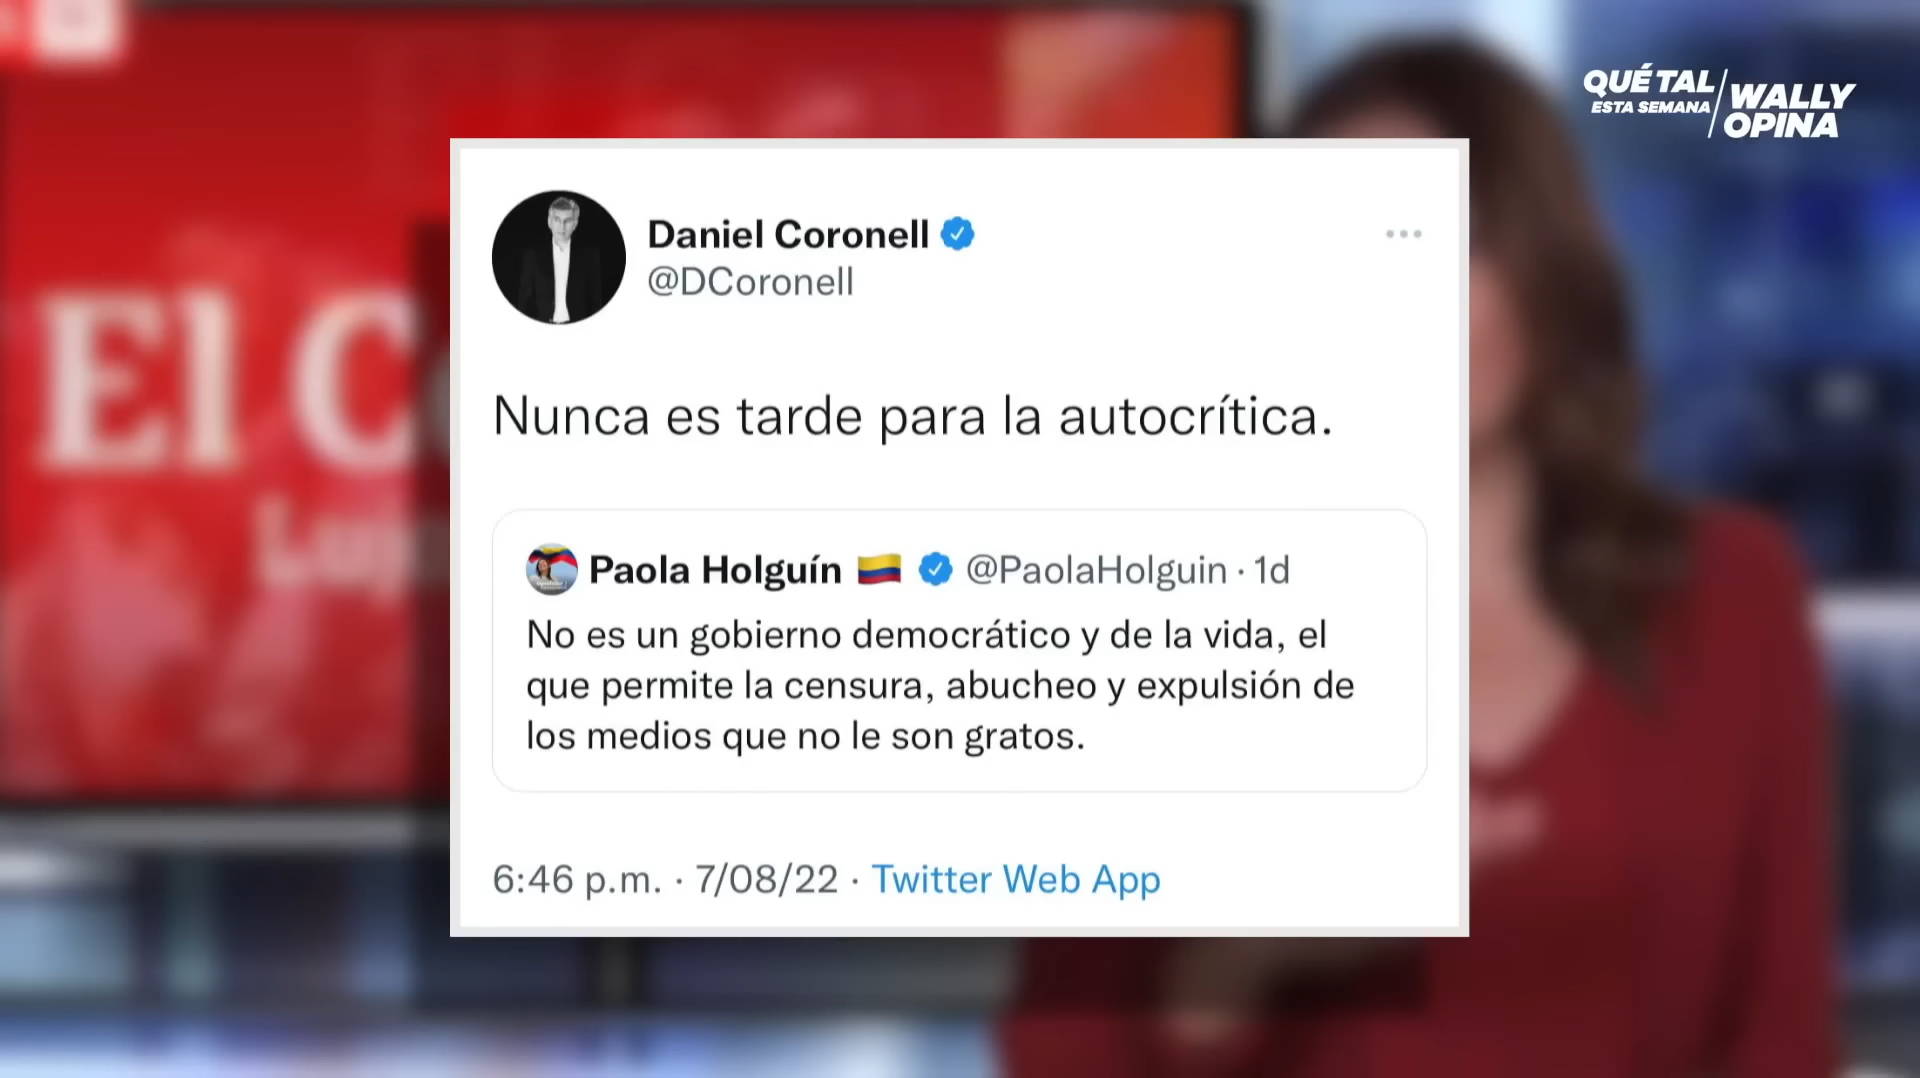 QUÉ TAL
ESTA SEMANA
WALLY
OPINA
Daniel Coronell
@DCoronell
Nunca es tarde para la autocrítica.
Paola Holguín @PaolaHolguin · 1d
No es un gobierno democrático y de la vida, el
que permite la censura, abucheo y expulsión de
los medios que no le son gratos.
6:46 p.m. · 7/08/22 · Twitter Web App
El C